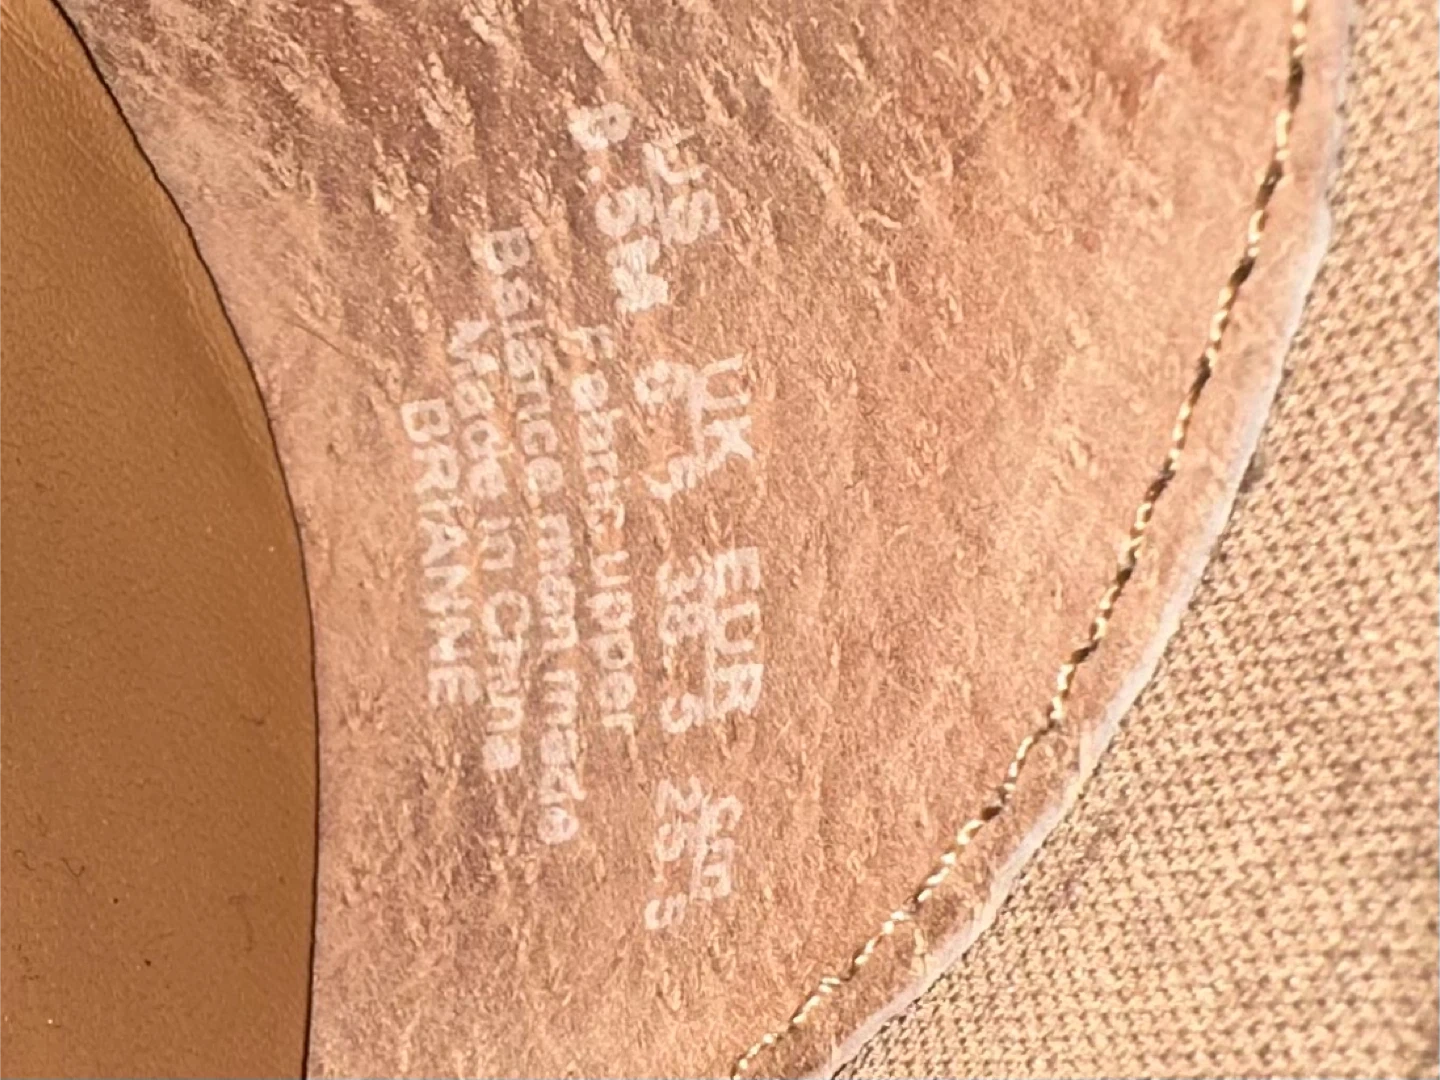 US UK EUR Cm
8.5M 6.5 38.5 25.5
Fabric upper
Balance man made
Made in China
BRIANNE